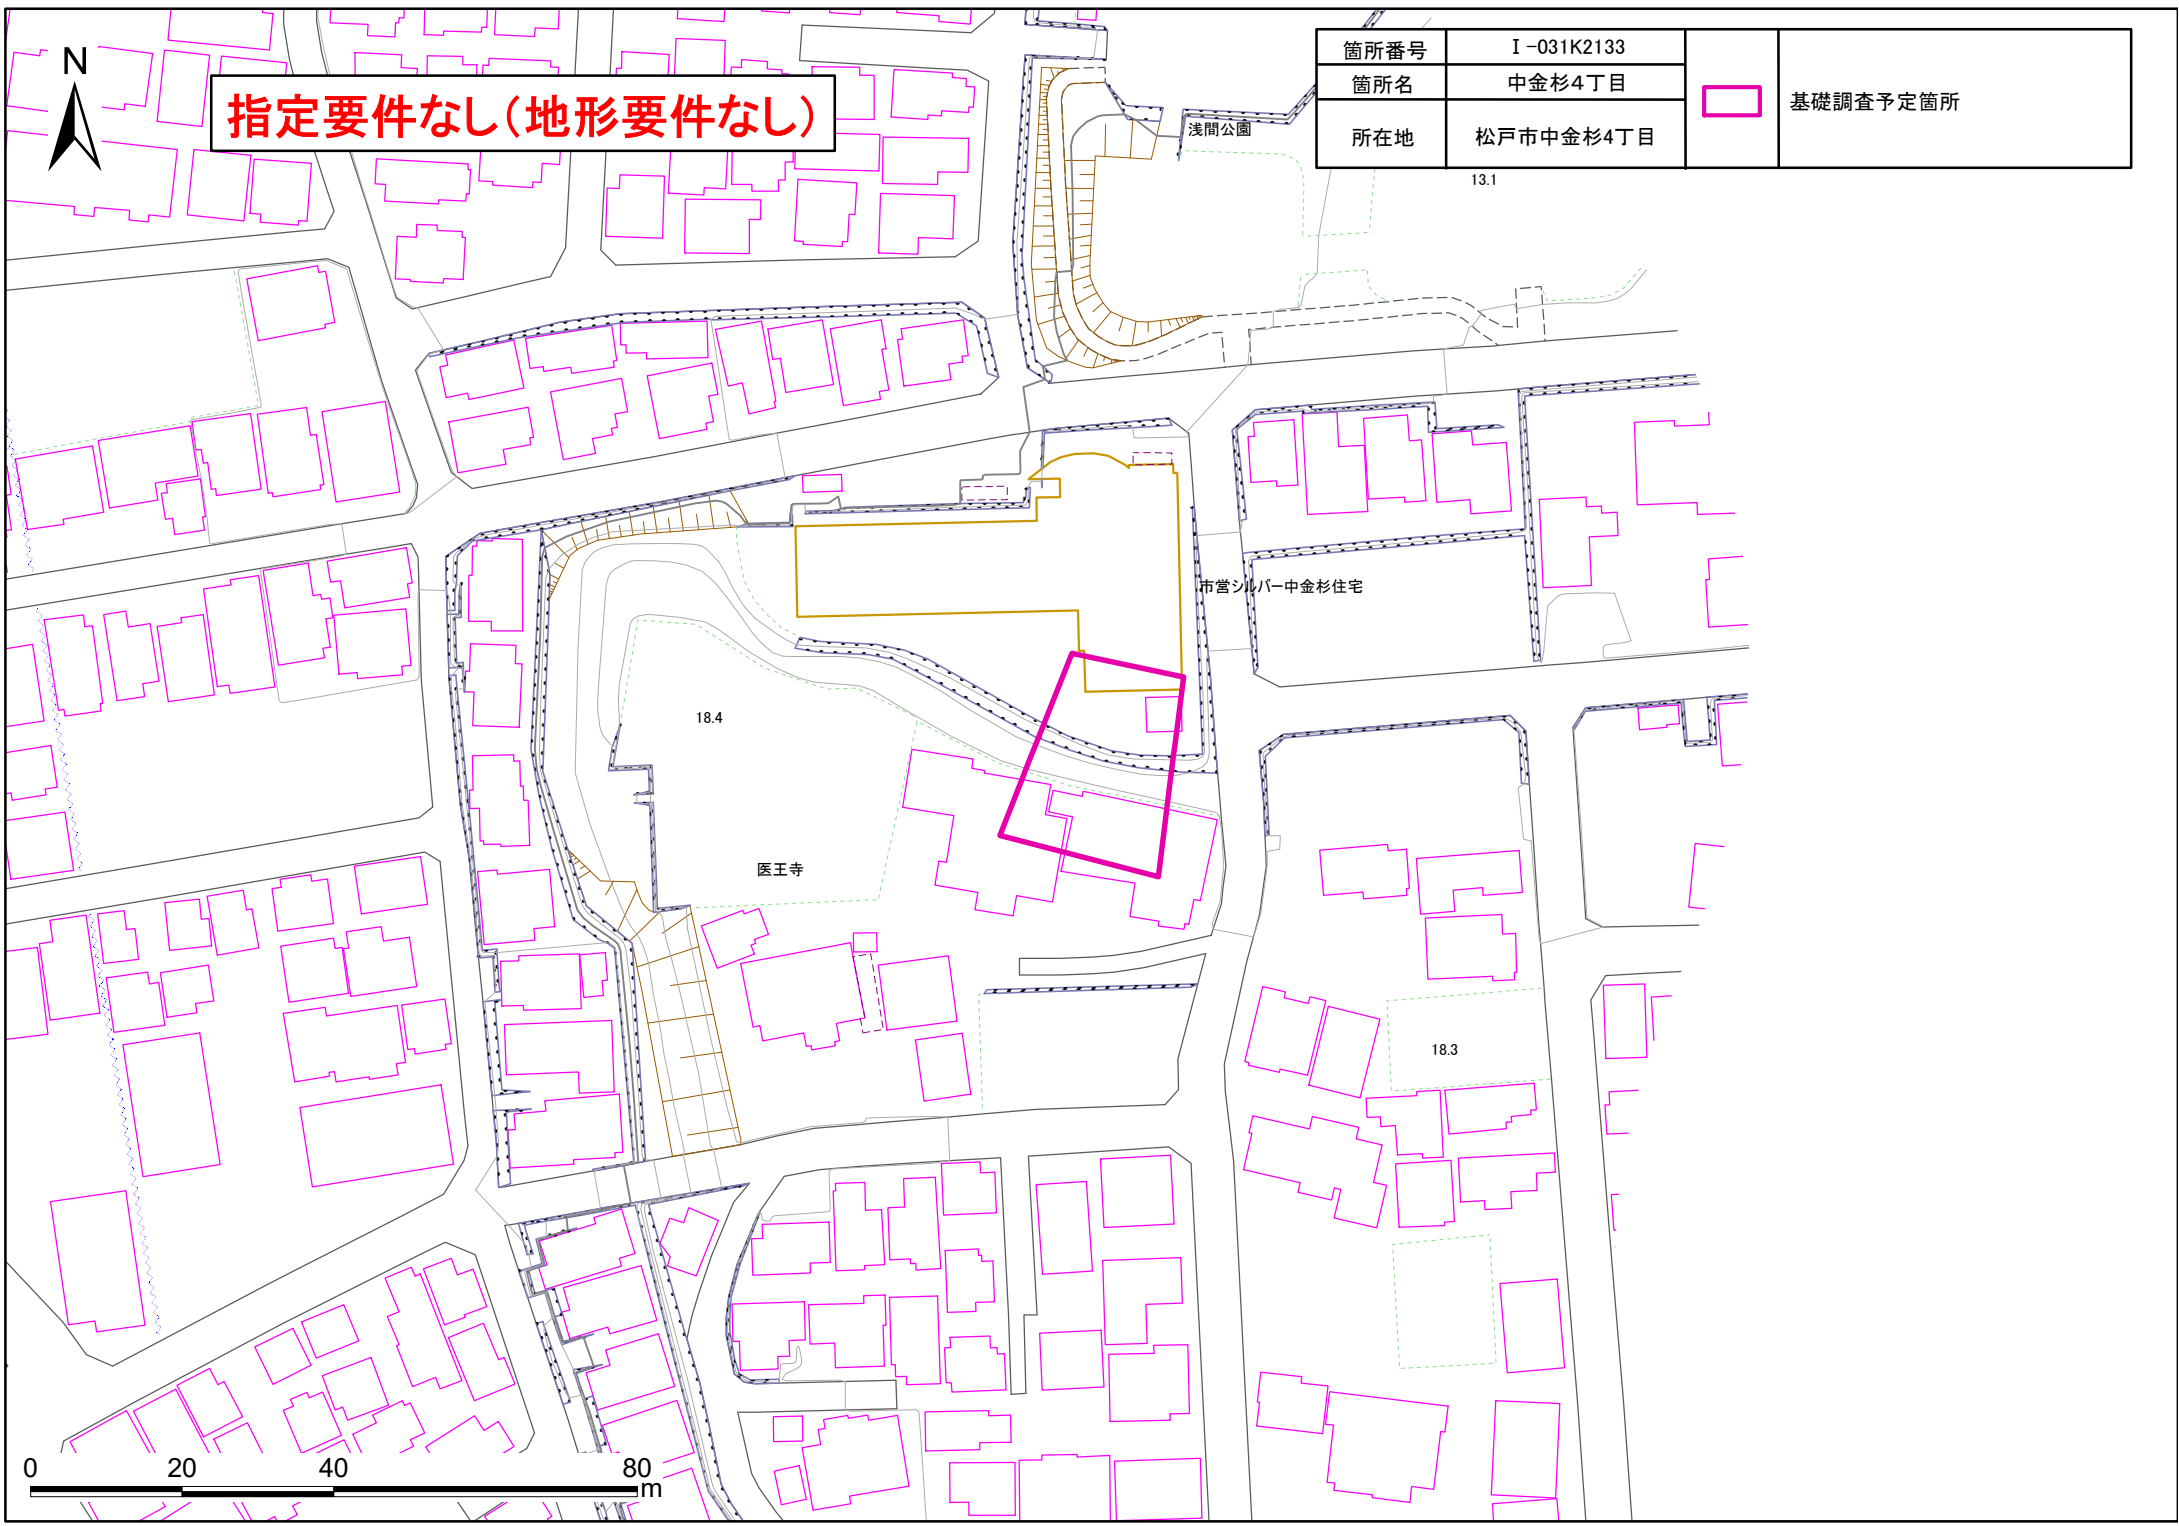 N
指定要件なし(地形要件なし)
箇所番号 Ⅰ-031K2133
箇所名 中金杉4丁目
所在地 松戸市中金杉4丁目
基礎調査予定箇所
浅間公園
13.1
市営シルバー中金杉住宅
18.4
医王寺
18.3
0 20 40 80
m